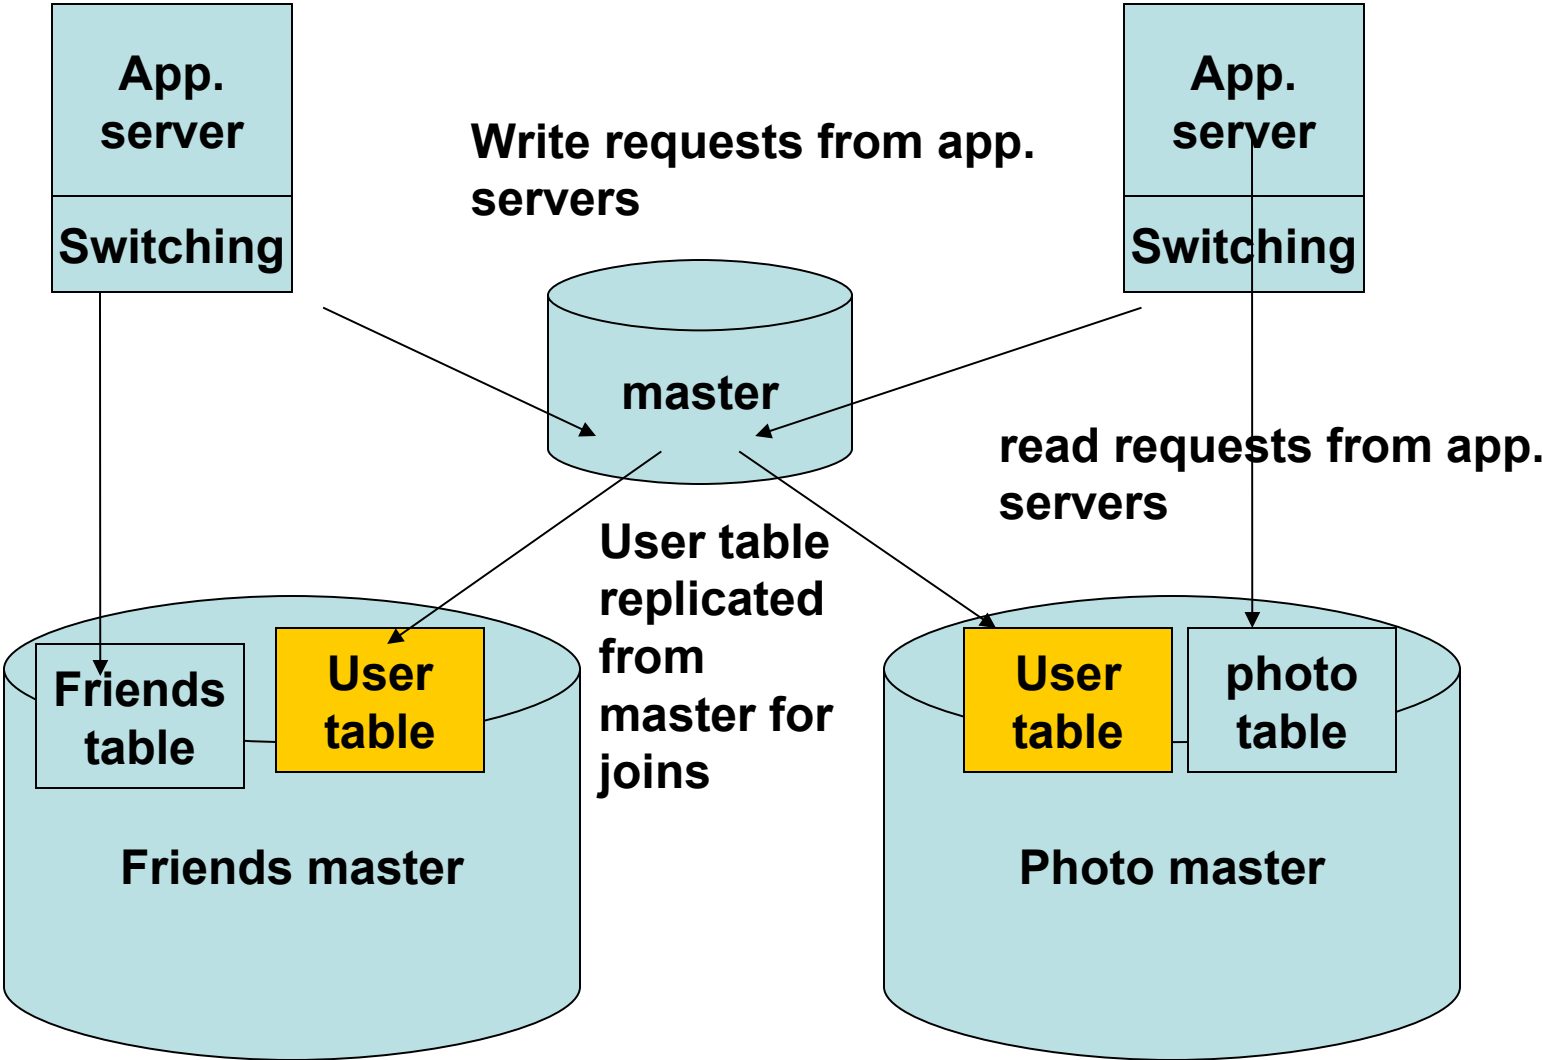 App.
server
Switching
Write requests from app.
servers
App.
server
Switching
master
read requests from app.
servers
User table
replicated
from
master for
joins
Friends
table
User
table
Friends master
User
table
photo
table
Photo master